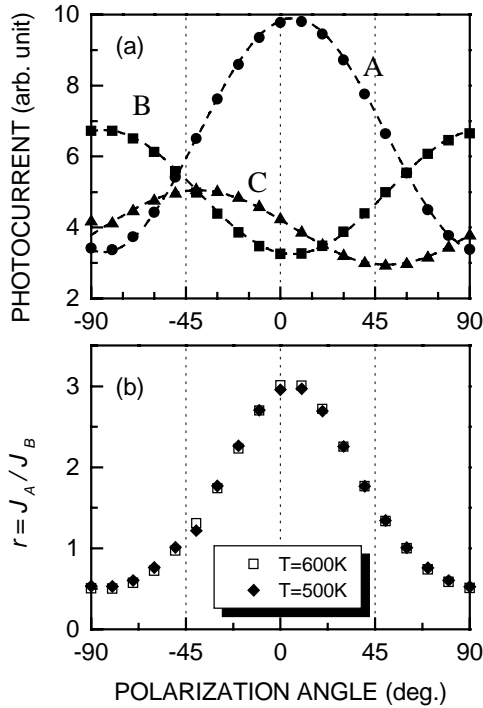 (a)
A
B
C
PHOTOCURRENT (arb. unit)
10
8
6
4
2
-90 -45 0 45 90
(b)
r = J_A / J_B
3
2
1
0
T=600K
T=500K
-90 -45 0 45 90
POLARIZATION ANGLE (deg.)